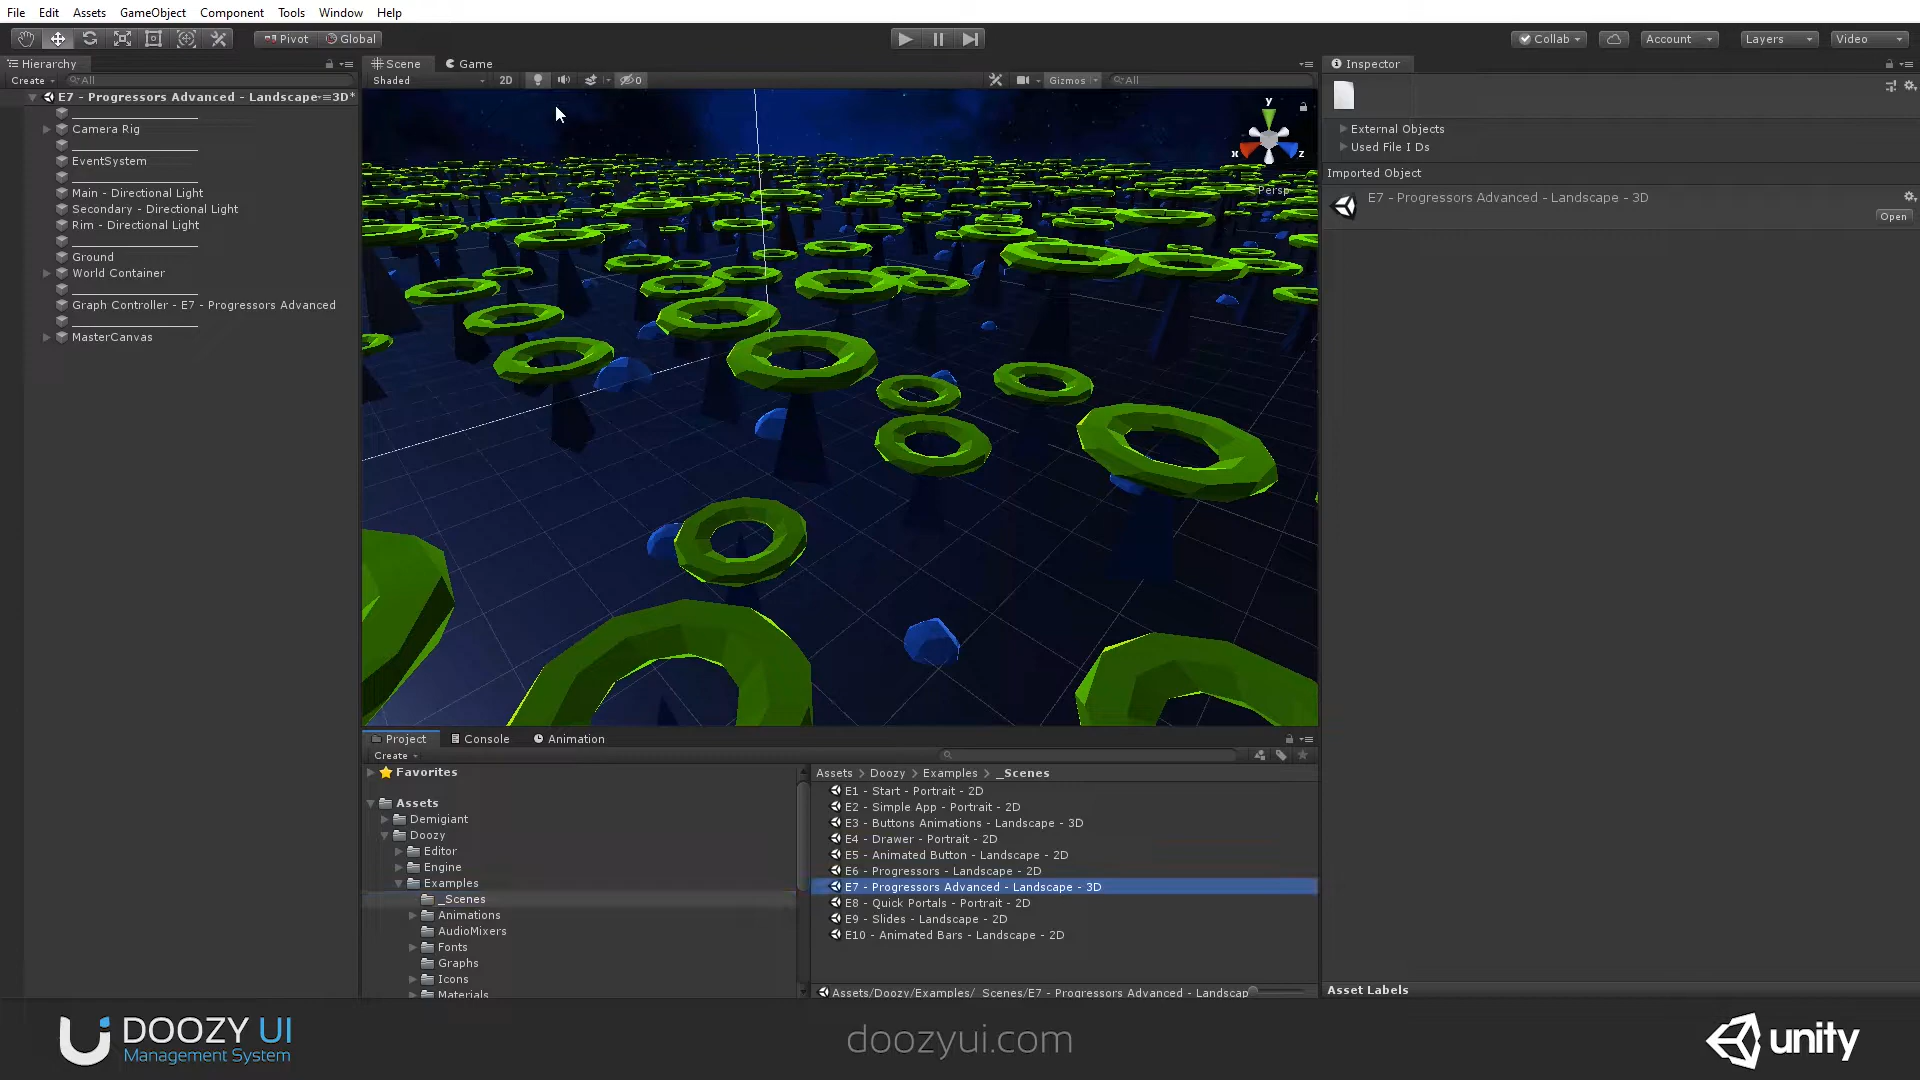 File Edit Assets GameObject Component Tools Window Help
Pivot Global Collab Account Layers Video
Hierarchy
Create All
E7 - Progressors Advanced - Landscape - 3D*
Camera Rig
EventSystem
Main - Directional Light
Secondary - Directional Light
Rim - Directional Light
Ground
World Container
Graph Controller - E7 - Progressors Advanced
MasterCanvas
Scene Game
Shaded 2D 0 Gizmos All
y
x z
Persp
Inspector
External Objects
Used File I Ds
Imported Object
E7 - Progressors Advanced - Landscape - 3D
Open
Asset Labels
Project Console Animation
Create
Favorites
Assets
Demigiant
Doozy
Editor
Engine
Examples
_Scenes
Animations
AudioMixers
Fonts
Graphs
Icons
Materials
Assets > Doozy > Examples > _Scenes
E1 - Start - Portrait - 2D
E2 - Simple App - Portrait - 2D
E3 - Buttons Animations - Landscape - 3D
E4 - Drawer - Portrait - 2D
E5 - Animated Button - Landscape - 2D
E6 - Progressors - Landscape - 2D
E7 - Progressors Advanced - Landscape - 3D
E8 - Quick Portals - Portrait - 2D
E9 - Slides - Landscape - 2D
E10 - Animated Bars - Landscape - 2D
Assets/Doozy/Examples/_Scenes/E7 - Progressors Advanced - Landscap
DOOZY UI
Management System
doozyui.com
unity